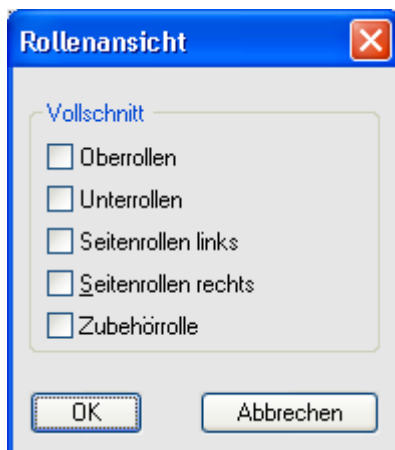 Rollenansicht
Vollschnitt
Oberrollen
Unterrollen
Seitenrollen links
Seitenrollen rechts
Zubehörrolle
OK
Abbrechen